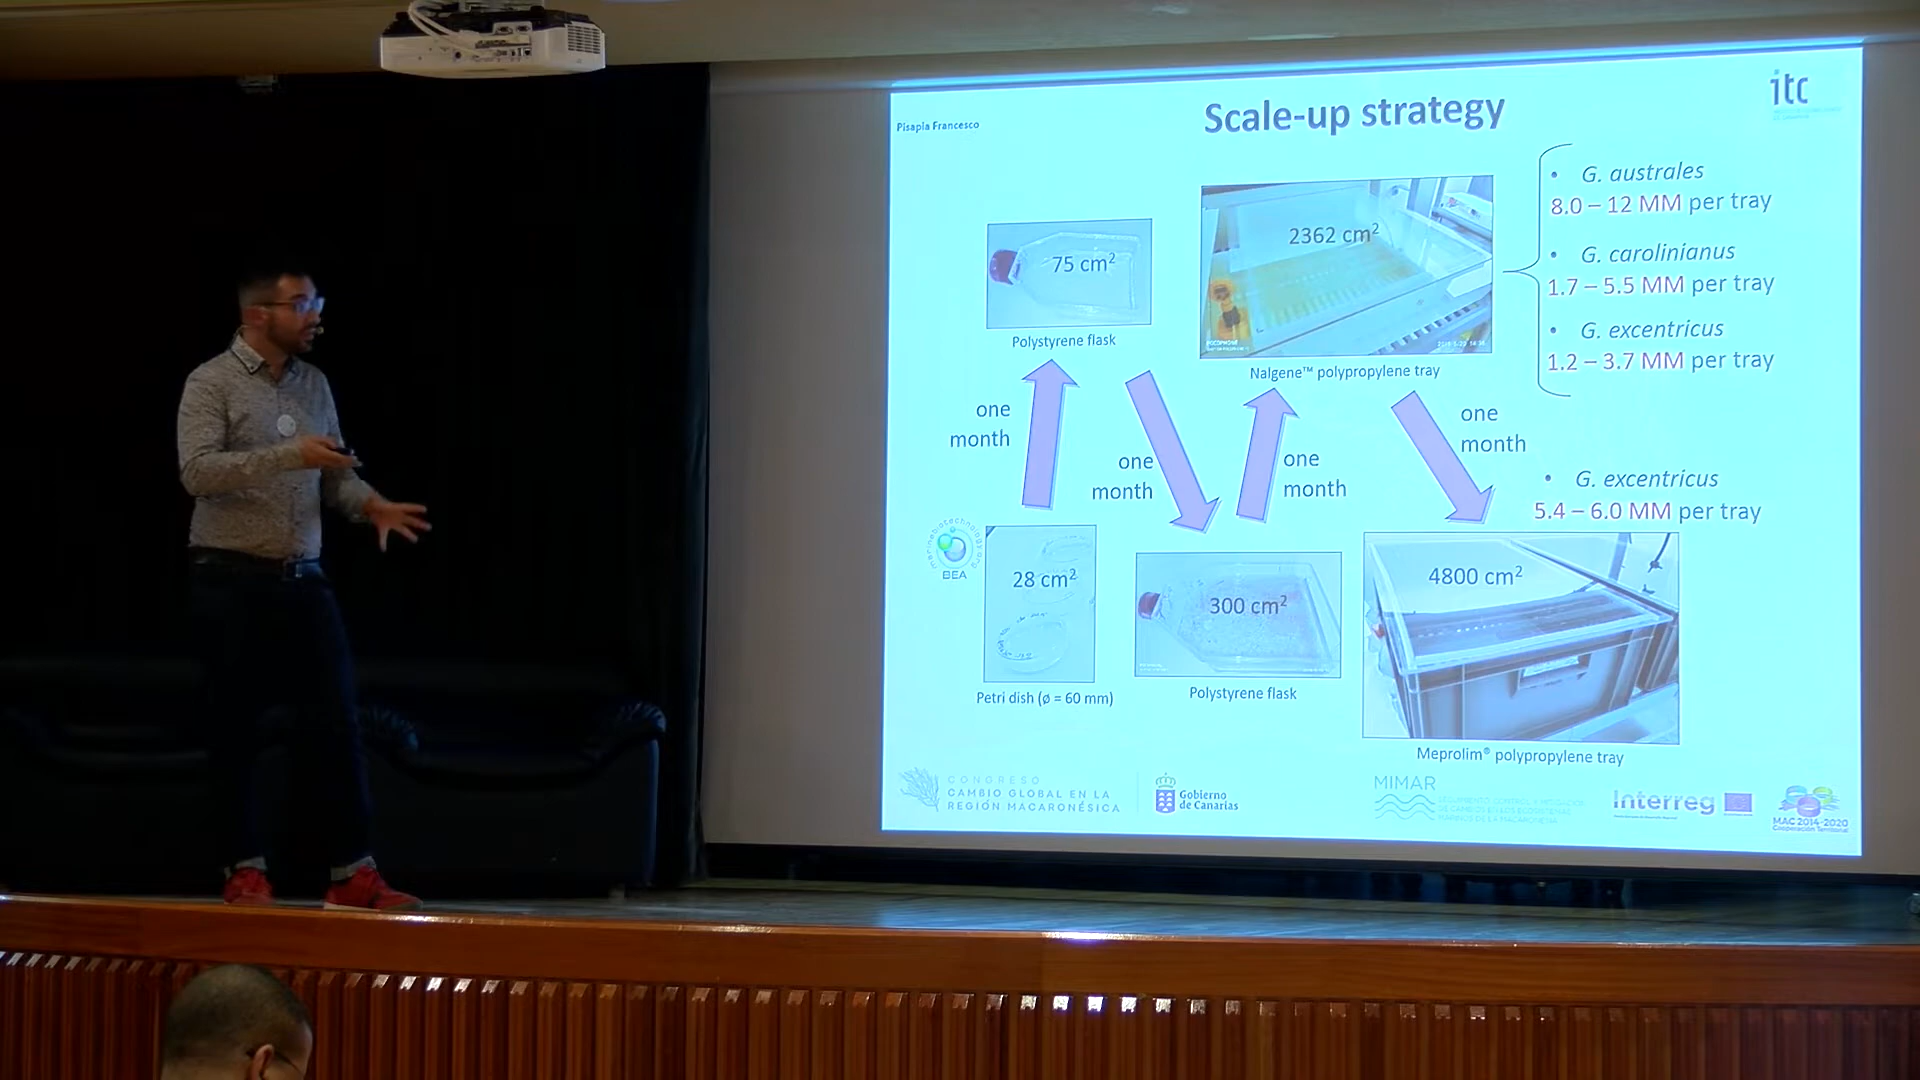 Pisapia Francesco
Scale-up strategy
itc
75 cm²
Polystyrene flask
2362 cm²
Nalgene™ polypropylene tray
• G. australes
8.0 – 12 MM per tray
• G. carolinianus
1.7 – 5.5 MM per tray
• G. excentricus
1.2 – 3.7 MM per tray
one
month
one
month
one
month
one
month
• G. excentricus
5.4 – 6.0 MM per tray
BEA
28 cm²
Petri dish (ø = 60 mm)
300 cm²
Polystyrene flask
4800 cm²
Meprolim® polypropylene tray
CONGRESO
CAMBIO GLOBAL EN LA
REGIÓN MACARONÉSICA
Gobierno
de Canarias
MIMAR
Interreg
MAC 2014-2020
Cooperación Territorial